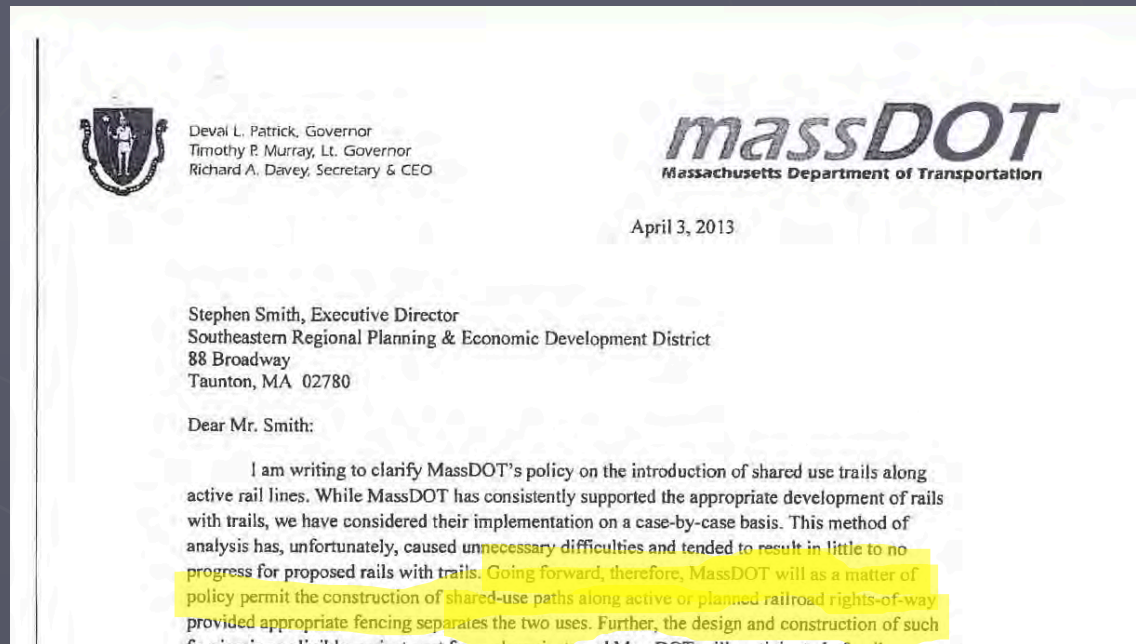 Deval L. Patrick, Governor
Timothy P. Murray, Lt. Governor
Richard A. Davey, Secretary & CEO
massDOT
Massachusetts Department of Transportation
April 3, 2013
Stephen Smith, Executive Director
Southeastern Regional Planning & Economic Development District
88 Broadway
Taunton, MA 02780
Dear Mr. Smith:
I am writing to clarify MassDOT's policy on the introduction of shared use trails along
active rail lines. While MassDOT has consistently supported the appropriate development of rails
with trails, we have considered their implementation on a case-by-case basis. This method of
analysis has, unfortunately, caused unnecessary difficulties and tended to result in little to no
progress for proposed rails with trails. Going forward, therefore, MassDOT will as a matter of
policy permit the construction of shared-use paths along active or planned railroad rights-of-way
provided appropriate fencing separates the two uses. Further, the design and construction of such